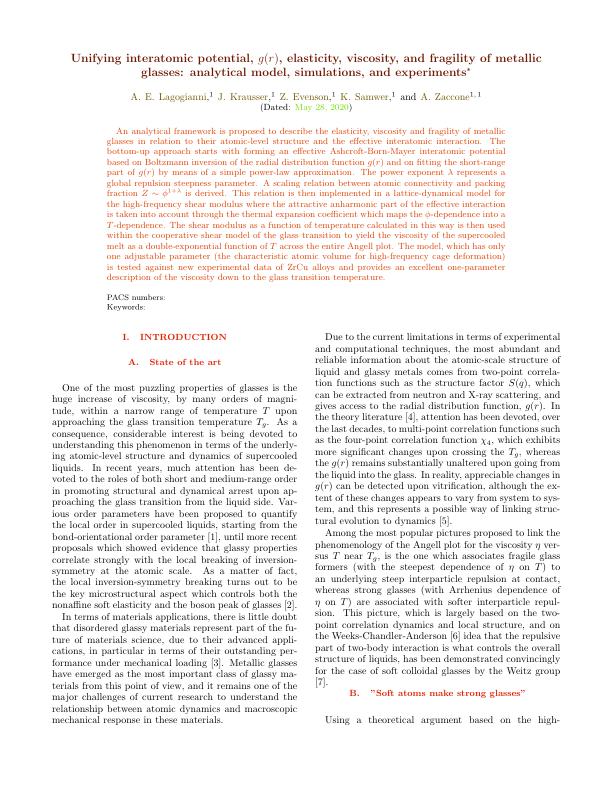 Unifying interatomic potential, g(r), elasticity, viscosity, and fragility of metallic
glasses: analytical model, simulations, and experiments*
A. E. Lagogianni,¹ J. Krausser,¹ Z. Evenson,¹ K. Samwer,¹ and A. Zaccone¹,¹
(Dated: May 28, 2020)
An analytical framework is proposed to describe the elasticity, viscosity and fragility of metallic
glasses in relation to their atomic-level structure and the effective interatomic interaction. The
bottom-up approach starts with forming an effective Ashcroft-Born-Mayer interatomic potential
based on Boltzmann inversion of the radial distribution function g(r) and on fitting the short-range
part of g(r) by means of a simple power-law approximation. The power exponent λ represents a
global repulsion steepness parameter. A scaling relation between atomic connectivity and packing
fraction Z ∼ ϕ¹⁺λ is derived. This relation is then implemented in a lattice-dynamical model for
the high-frequency shear modulus where the attractive anharmonic part of the effective interaction
is taken into account through the thermal expansion coefficient which maps the ϕ-dependence into a
T-dependence. The shear modulus as a function of temperature calculated in this way is then used
within the cooperative shear model of the glass transition to yield the viscosity of the supercooled
melt as a double-exponential function of T across the entire Angell plot. The model, which has only
one adjustable parameter (the characteristic atomic volume for high-frequency cage deformation)
is tested against new experimental data of ZrCu alloys and provides an excellent one-parameter
description of the viscosity down to the glass transition temperature.
PACS numbers:
Keywords:
I. INTRODUCTION
A. State of the art
One of the most puzzling properties of glasses is the
huge increase of viscosity, by many orders of magni-
tude, within a narrow range of temperature T upon
approaching the glass transition temperature Tg. As a
consequence, considerable interest is being devoted to
understanding this phenomenon in terms of the underly-
ing atomic-level structure and dynamics of supercooled
liquids. In recent years, much attention has been de-
voted to the roles of both short and medium-range order
in promoting structural and dynamical arrest upon ap-
proaching the glass transition from the liquid side. Var-
ious order parameters have been proposed to quantify
the local order in supercooled liquids, starting from the
bond-orientational order parameter [1], until more recent
proposals which showed evidence that glassy properties
correlate strongly with the local breaking of inversion-
symmetry at the atomic scale. As a matter of fact,
the local inversion-symmetry breaking turns out to be
the key microstructural aspect which controls both the
nonaffine soft elasticity and the boson peak of glasses [2].
In terms of materials applications, there is little doubt
that disordered glassy materials represent part of the fu-
ture of materials science, due to their advanced appli-
cations, in particular in terms of their outstanding per-
formance under mechanical loading [3]. Metallic glasses
have emerged as the most important class of glassy ma-
terials from this point of view, and it remains one of the
major challenges of current research to understand the
relationship between atomic dynamics and macroscopic
mechanical response in these materials.
Due to the current limitations in terms of experimental
and computational techniques, the most abundant and
reliable information about the atomic-scale structure of
liquid and glassy metals comes from two-point correla-
tion functions such as the structure factor S(q), which
can be extracted from neutron and X-ray scattering, and
gives access to the radial distribution function, g(r). In
the theory literature [4], attention has been devoted, over
the last decades, to multi-point correlation functions such
as the four-point correlation function χ₄, which exhibits
more significant changes upon crossing the Tg, whereas
the g(r) remains substantially unaltered upon going from
the liquid into the glass. In reality, appreciable changes in
g(r) can be detected upon vitrification, although the ex-
tent of these changes appears to vary from system to sys-
tem, and this represents a possible way of linking struc-
tural evolution to dynamics [5].
Among the most popular pictures proposed to link the
phenomenology of the Angell plot for the viscosity η ver-
sus T near Tg, is the one which associates fragile glass
formers (with the steepest dependence of η on T) to
an underlying steep interparticle repulsion at contact,
whereas strong glasses (with Arrhenius dependence of
η on T) are associated with softer interparticle repul-
sion. This picture, which is largely based on the two-
point correlation dynamics and local structure, and on
the Weeks-Chandler-Anderson [6] idea that the repulsive
part of two-body interaction is what controls the overall
structure of liquids, has been demonstrated convincingly
for the case of soft colloidal glasses by the Weitz group
[7].
B. "Soft atoms make strong glasses"
Using a theoretical argument based on the high-